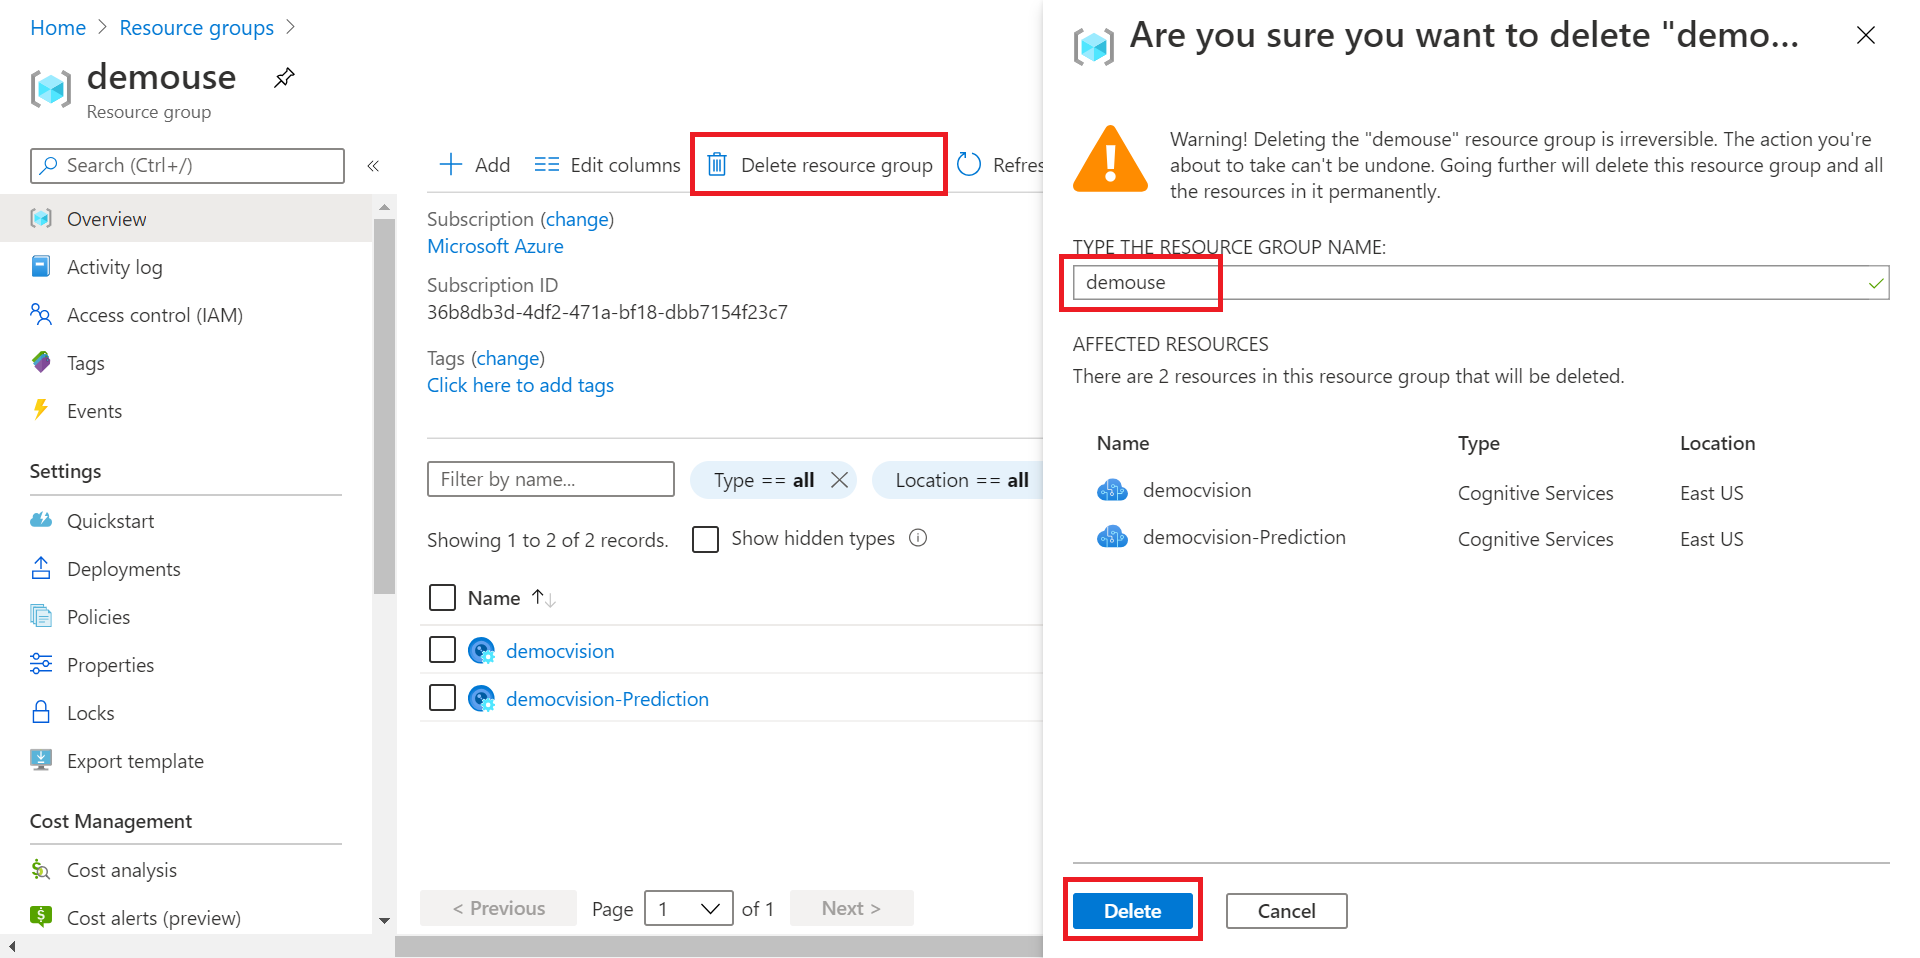 Home > Resource groups >
demouse
Resource group
Search (Ctrl+/)
«
Overview
Activity log
Access control (IAM)
Tags
Events
Settings
Quickstart
Deployments
Policies
Properties
Locks
Export template
Cost Management
Cost analysis
Cost alerts (preview)
Add
Edit columns
Delete resource group
Refres
Subscription (change)
Microsoft Azure
Subscription ID
36b8db3d-4df2-471a-bf18-dbb7154f23c7
Tags (change)
Click here to add tags
Filter by name...
Type == all
Location == all
Showing 1 to 2 of 2 records.
Show hidden types
Name ↑↓
democvision
democvision-Prediction
< Previous
Page 1 of 1
Next >
Are you sure you want to delete "demo...
Warning! Deleting the "demouse" resource group is irreversible. The action you're
about to take can't be undone. Going further will delete this resource group and all
the resources in it permanently.
TYPE THE RESOURCE GROUP NAME:
demouse
AFFECTED RESOURCES
There are 2 resources in this resource group that will be deleted.
Name Type Location
democvision Cognitive Services East US
democvision-Prediction Cognitive Services East US
Delete
Cancel